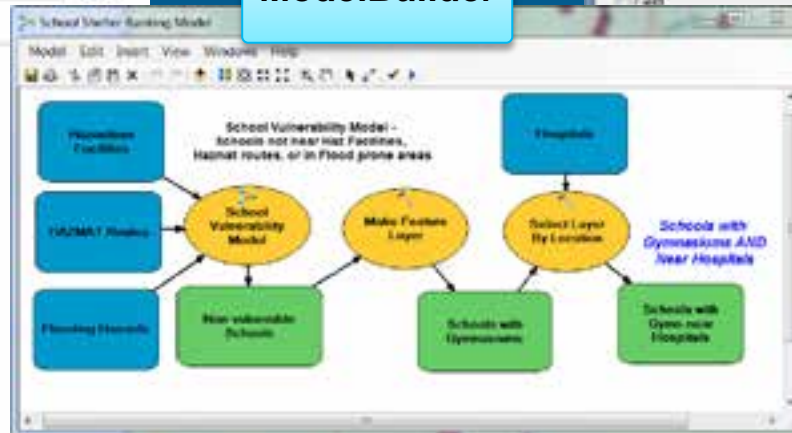 ModelBuilder
School Shelter Ranking Model
Model Edit Insert View Windows Help
Hazardous
Facilities
School Vulnerability Model -
Schools not near Haz Facilities,
Hazmat routes, or in Flood prone areas
Hospitals
HAZMAT Routes
School
Vulnerability
Model
Make Feature
Layer
Select Layer
By Location
Schools with
Gymnasiums AND
Near Hospitals
Flooding Hazards
Non-vulnerable
Schools
Schools with
Gymnasiums
Schools with
Gyms near
Hospitals